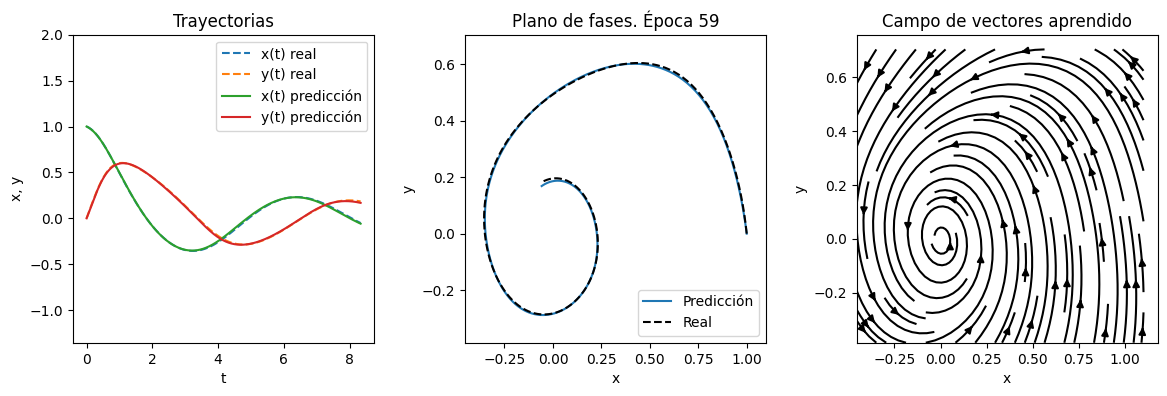 Trayectorias
x(t) real
y(t) real
x(t) predicción
y(t) predicción
2.0
1.5
1.0
0.5
0.0
−0.5
−1.0
x, y
0
2
4
6
8
t
Plano de fases. Época 59
0.6
0.4
0.2
0.0
−0.2
y
Predicción
Real
−0.25
0.00
0.25
0.50
0.75
1.00
x
Campo de vectores aprendido
0.6
0.4
0.2
0.0
−0.2
y
−0.25
0.00
0.25
0.50
0.75
1.00
x